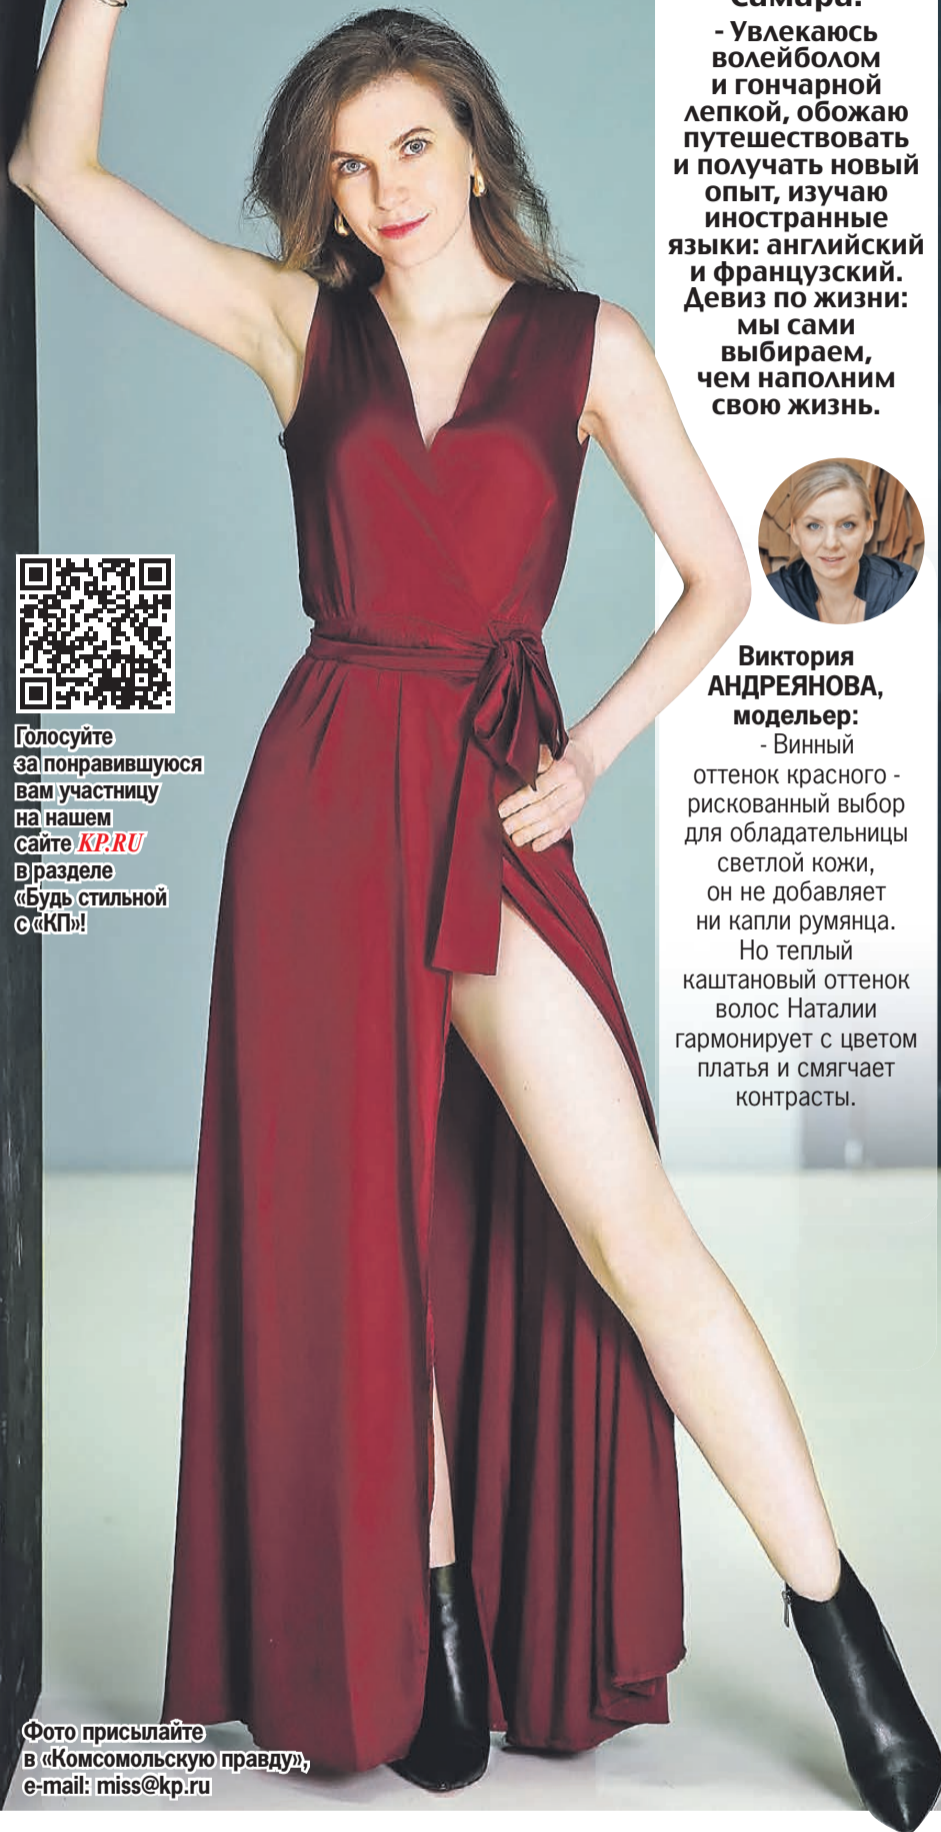 Самара:
- Увлекаюсь
волейболом
и гончарной
лепкой, обожаю
путешествовать
и получать новый
опыт, изучаю
иностранные
языки: английский
и французский.
Девиз по жизни:
мы сами
выбираем,
чем наполним
свою жизнь.
Виктория
АНДРЕЯНОВА,
модельер:
- Винный
оттенок красного -
рискованный выбор
для обладательницы
светлой кожи,
он не добавляет
ни капли румянца.
Но теплый
каштановый оттенок
волос Наталии
гармонирует с цветом
платья и смягчает
контрасты.
Голосуйте
за понравившуюся
вам участницу
на нашем
сайте KP.RU
в разделе
«Будь стильной
с «КП»!
Фото присылайте
в «Комсомольскую правду»,
e-mail: miss@kp.ru